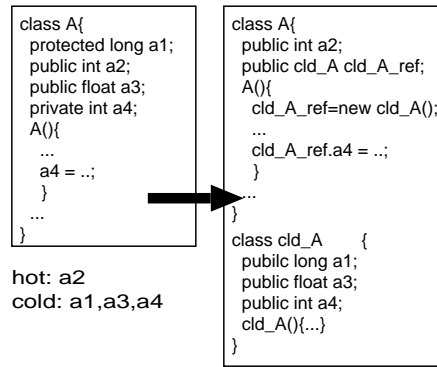 class A{
protected long a1;
public int a2;
public float a3;
private int a4;
A(){
...
a4 = ..;
}
...
}
hot: a2
cold: a1,a3,a4
class A{
public int a2;
public cld_A cld_A_ref;
A(){
cld_A_ref=new cld_A();
...
cld_A_ref.a4 = ..;
}
...
}
class cld_A {
pubilc long a1;
public float a3;
public int a4;
cld_A(){...}
}